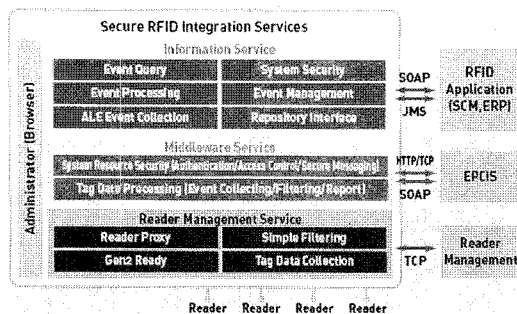 Secure RFID Integration Services
Administrator (Browser)
Information Service
Event Query
System Security
Event Processing
Event Management
ALE Event Collection
Repository Interface
SOAP
JMS
RFID
Application
(SCM,ERP)
Middleware Service
System Resource Security (Authentication/Access Control/Secure Messaging)
Tag Data Processing (Event Collecting/Filtering/Report)
HTTP/TCP
SOAP
EPCIS
Reader Management Service
Reader Proxy
Simple Filtering
Gen2 Ready
Tag Data Collection
TCP
Reader
Management
Reader Reader Reader Reader